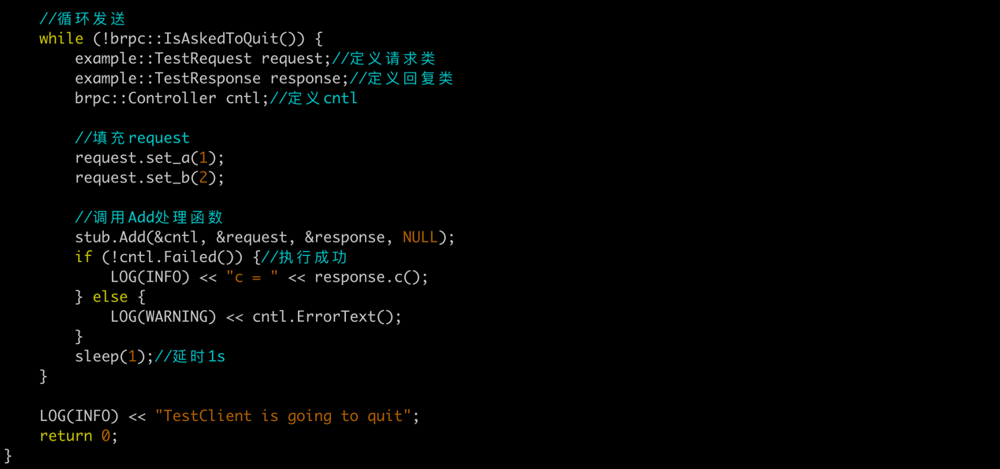 //循环发送
while (!brpc::IsAskedToQuit()) {
example::TestRequest request;//定义请求类
example::TestResponse response;//定义回复类
brpc::Controller cntl;//定义cntl
//填充request
request.set_a(1);
request.set_b(2);
//调用Add处理函数
stub.Add(&cntl, &request, &response, NULL);
if (!cntl.Failed()) {//执行成功
LOG(INFO) << "c = " << response.c();
} else {
LOG(WARNING) << cntl.ErrorText();
}
sleep(1);//延时1s
}
LOG(INFO) << "TestClient is going to quit";
return 0;
}